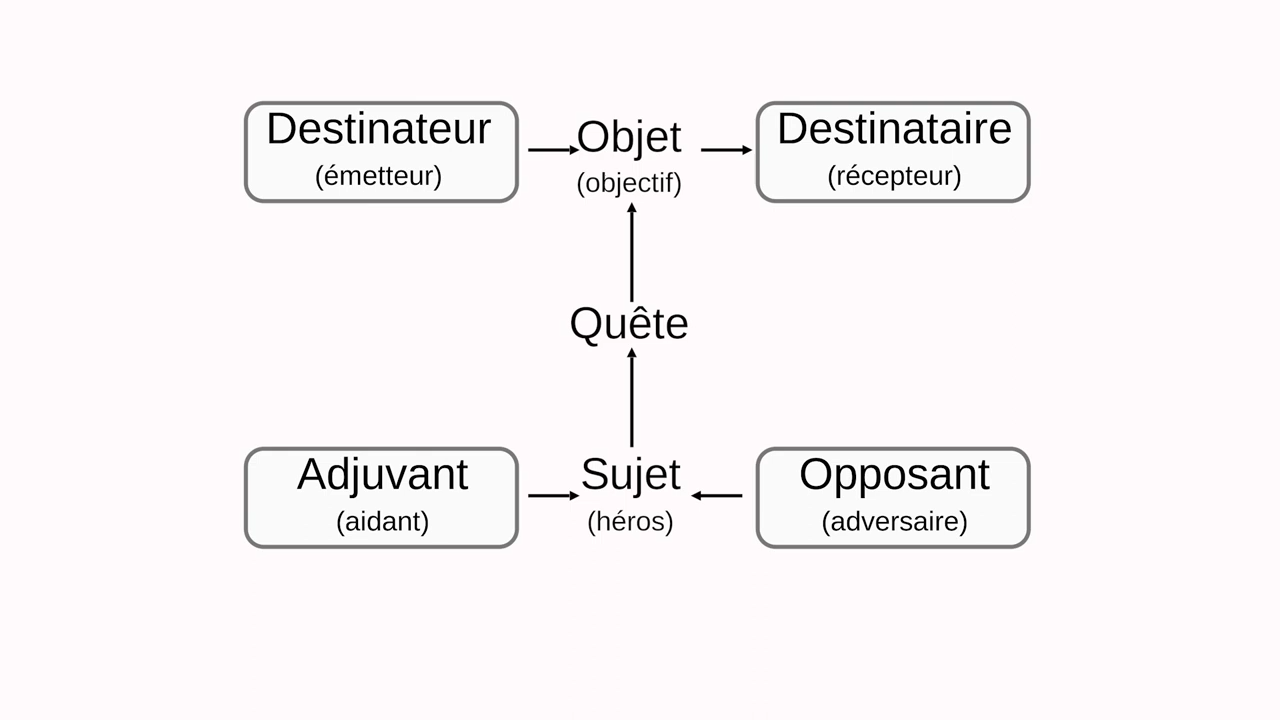 Destinateur
(émetteur)
Objet
(objectif)
Destinataire
(récepteur)
Quête
Adjuvant
(aidant)
Sujet
(héros)
Opposant
(adversaire)